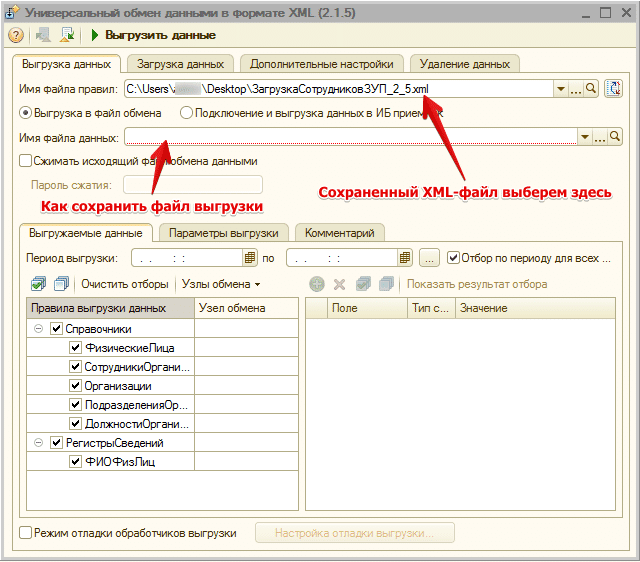 Универсальный обмен данными в формате XML (2.1.5)
Выгрузить данные
Выгрузка данных Загрузка данных Дополнительные настройки Удаление данных
Имя файла правил: C:\Users\ \Desktop\ЗагрузкаСотрудниковЗУП_2_5.xml
Выгрузка в файл обмена Подключение и выгрузка данных в ИБ приемник
Имя файла данных:
Сжимать исходящий файл обмена данными
Пароль сжатия:
Как сохранить файл выгрузки
Сохраненный XML-файл выберем здесь
Выгружаемые данные Параметры выгрузки Комментарий
Период выгрузки: . . : : по . . : : ... Отбор по периоду для всех ...
Очистить отборы Узлы обмена Показать результат отбора
Правила выгрузки данных Узел обмена Поле Тип с... Значение
Справочники
ФизическиеЛица
СотрудникиОргани...
Организации
ПодразделенияОр...
ДолжностиОргани...
РегистрыСведений
ФИОФизЛиц
Режим отладки обработчиков выгрузки Настройка отладки выгрузки...